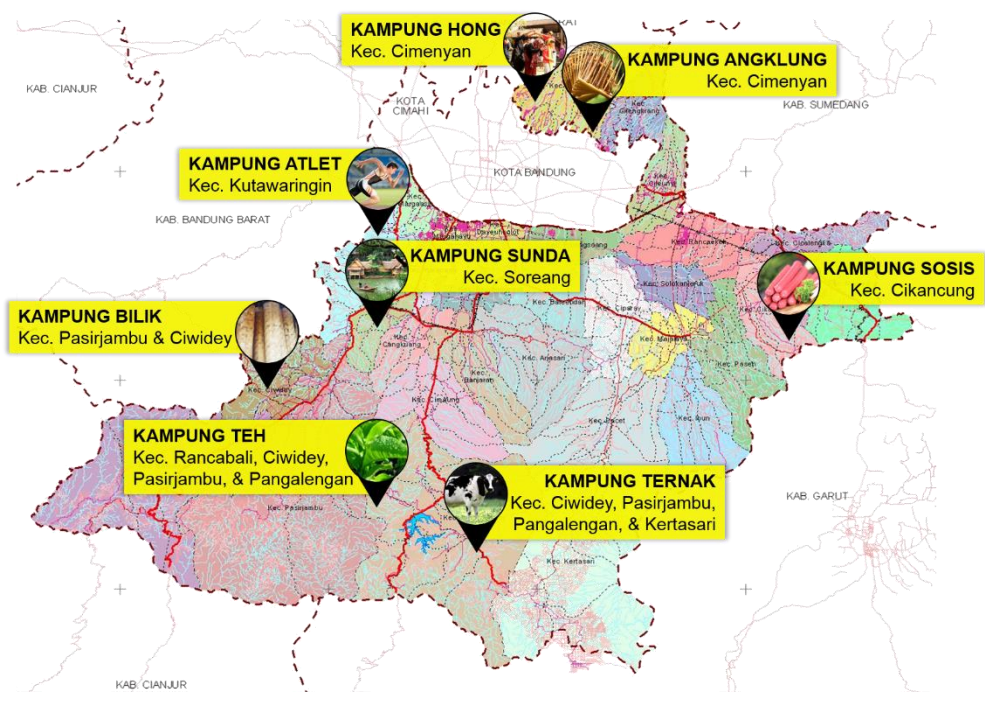 KAMPUNG HONG
Kec. Cimenyan
KAMPUNG ANGKLUNG
Kec. Cimenyan
KAB. CIANJUR
KOTA
CIMAHI
KAB. SUMEDANG
KAMPUNG ATLET
Kec. Kutawaringin
KOTA BANDUNG
KAB. BANDUNG BARAT
KAMPUNG SUNDA
Kec. Soreang
KAMPUNG SOSIS
Kec. Cikancung
KAMPUNG BILIK
Kec. Pasirjambu & Ciwidey
Kec. Ciparay
Kec. Arjasari
Kec. Paseh
Kec. Ciwidey
Kec. Cimaung
Kec. Pacet
Kec. Ibun
KAMPUNG TEH
Kec. Rancabali, Ciwidey,
Pasirjambu, & Pangalengan
KAMPUNG TERNAK
Kec. Ciwidey, Pasirjambu,
Pangalengan, & Kertasari
KAB. GARUT
Kec. Pasirjambu
Kec. Kertasari
KAB. CIANJUR